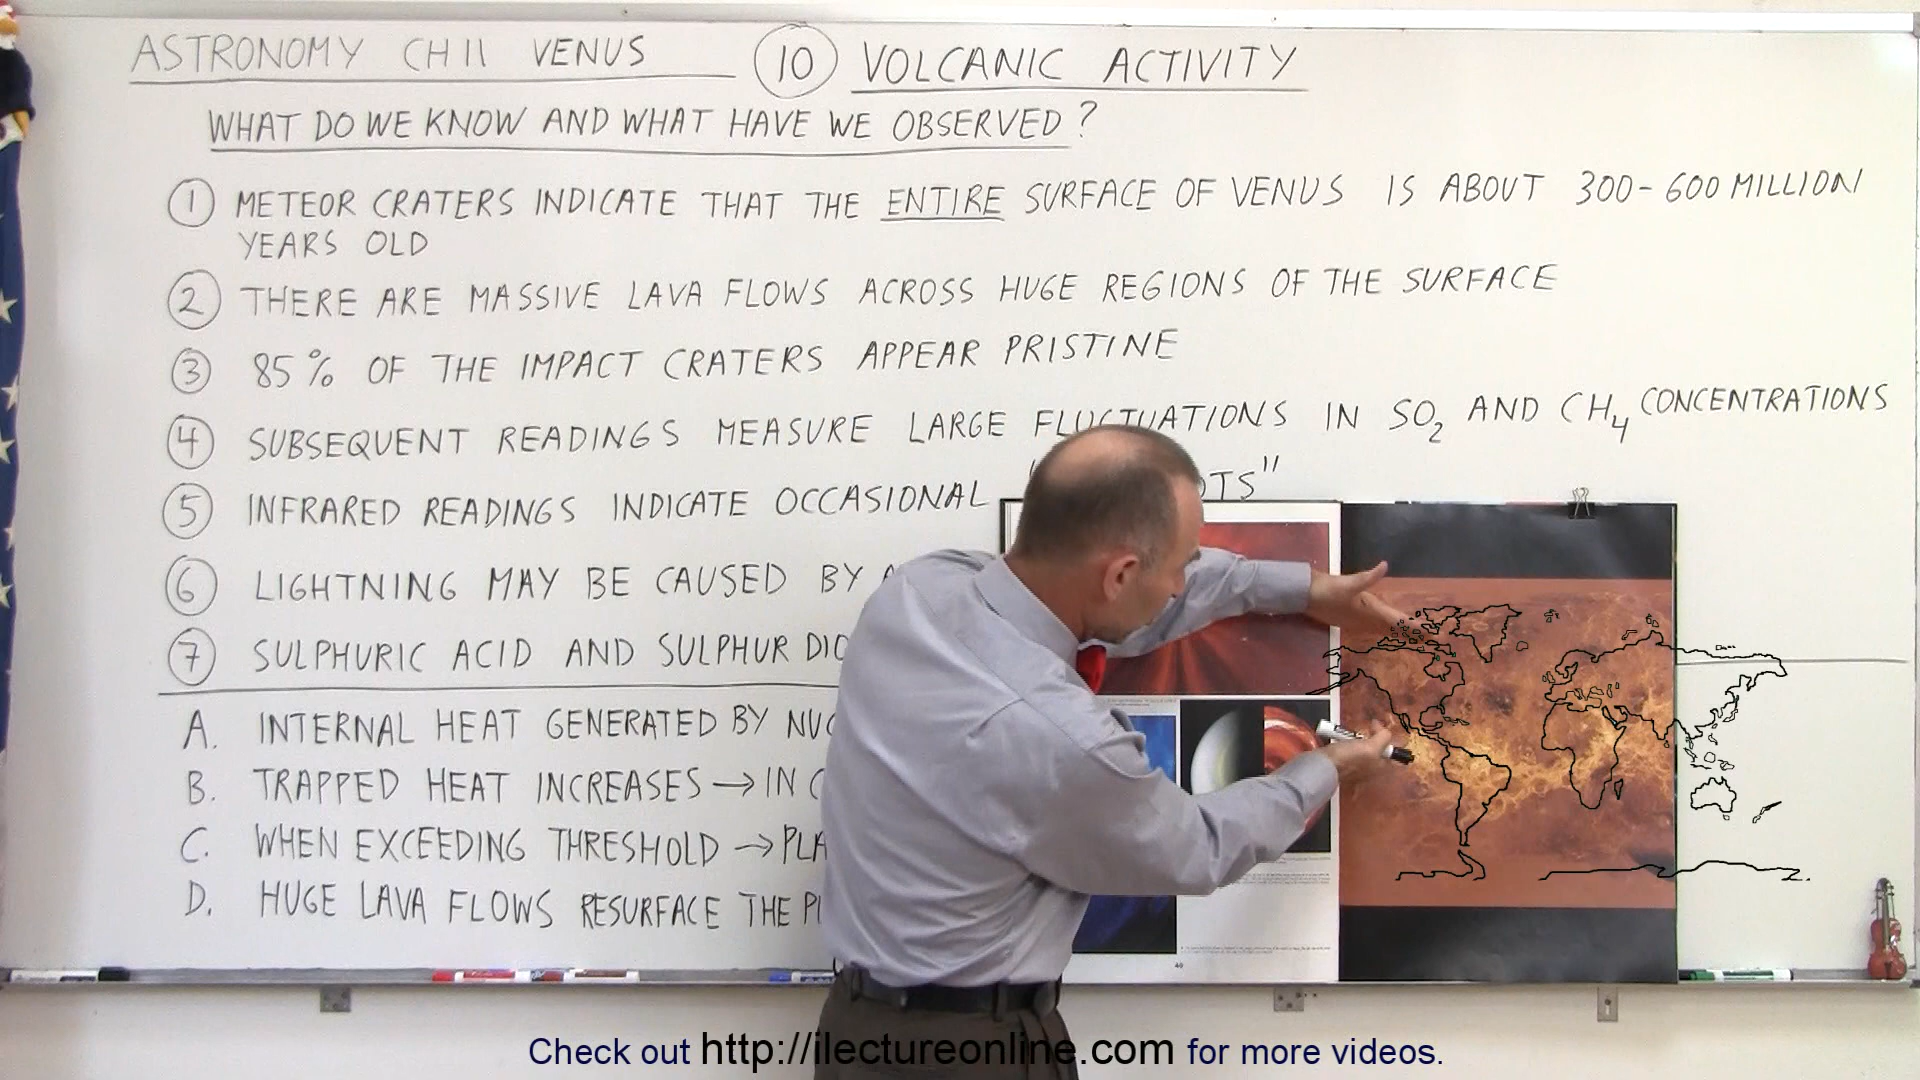 ASTRONOMY CH 11 VENUS 10 VOLCANIC ACTIVITY
WHAT DO WE KNOW AND WHAT HAVE WE OBSERVED?
1 METEOR CRATERS INDICATE THAT THE ENTIRE SURFACE OF VENUS IS ABOUT 300-600 MILLION
YEARS OLD
2 THERE ARE MASSIVE LAVA FLOWS ACROSS HUGE REGIONS OF THE SURFACE
3 85% OF THE IMPACT CRATERS APPEAR PRISTINE
4 SUBSEQUENT READINGS MEASURE LARGE FLUCTUATIONS IN SO₂ AND CH₄ CONCENTRATIONS
5 INFRARED READINGS INDICATE OCCASIONAL
6 LIGHTNING MAY BE CAUSED BY
7 SULPHURIC ACID AND SULPHUR
A. INTERNAL HEAT GENERATED BY
B. TRAPPED HEAT INCREASES → IN
C. WHEN EXCEEDING THRESHOLD →
D. HUGE LAVA FLOWS RESURFACE THE
Check out http://ilectureonline.com for more videos.